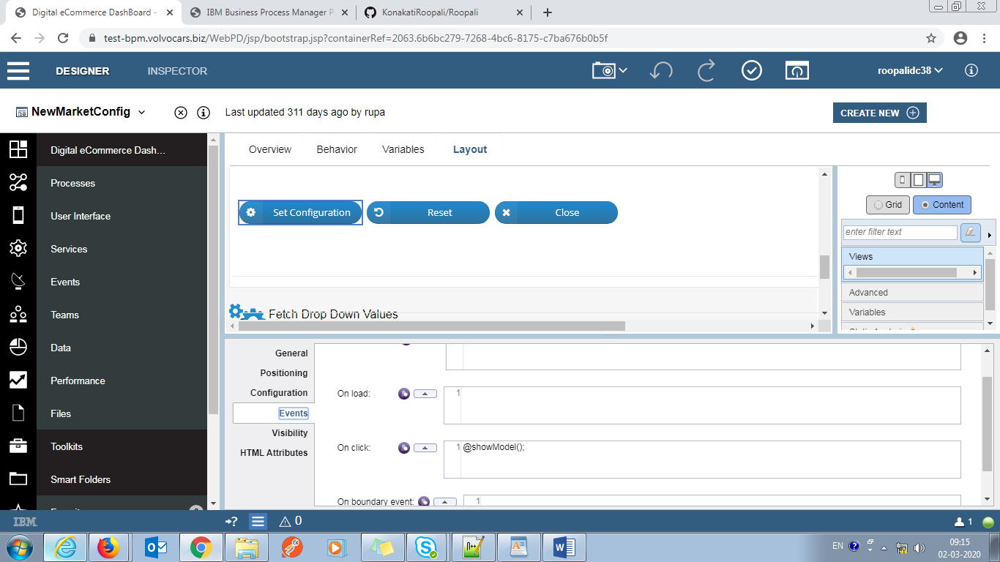 Digital eCommerce DashBoard -
IBM Business Process Manager P
KonakatiRoopali/Roopali
test-bpm.volvocars.biz/WebPD/jsp/bootstrap.jsp?containerRef=2063.6b6bc279-7268-4bc6-8175-c7ba676b0b5f
DESIGNER
INSPECTOR
roopalidc38
NewMarketConfig
Last updated 311 days ago by rupa
CREATE NEW
Digital eCommerce Dash...
Processes
User Interface
Services
Events
Teams
Data
Performance
Files
Toolkits
Smart Folders
Overview
Behavior
Variables
Layout
Set Configuration
Reset
Close
Fetch Drop Down Values
Grid
Content
enter filter text
Views
Advanced
Variables
General
Positioning
Configuration
Events
Visibility
HTML Attributes
On load:
1
On click:
1 @showModel();
On boundary event:
1
IBM
0
1
EN
09:15
02-03-2020